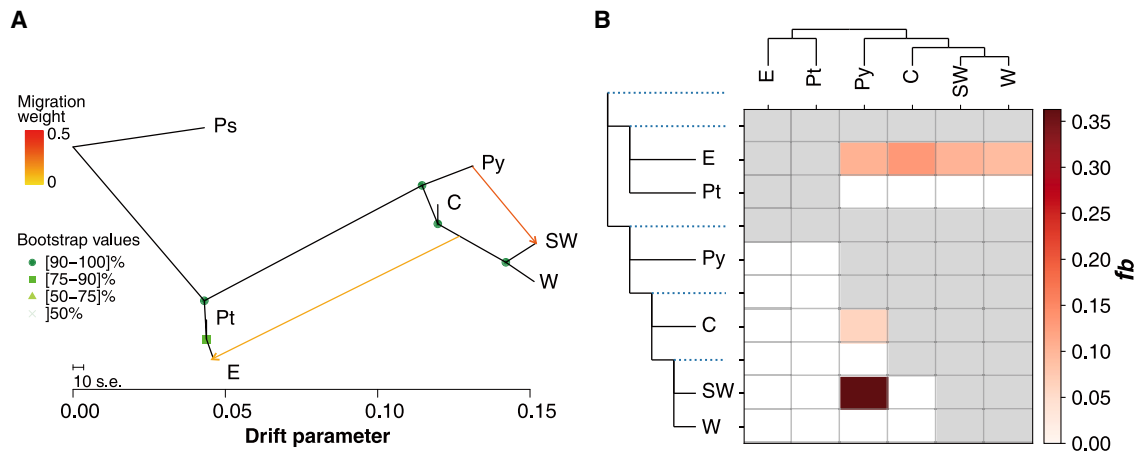 A
Migration
weight
0.5
0
Ps
Py
C
SW
W
Pt
E
Bootstrap values
[90–100]%
[75–90]%
[50–75]%
]50%
10 s.e.
0.00
0.05
0.10
0.15
Drift parameter
B
E
Pt
Py
C
SW
W
E
Pt
Py
C
SW
W
0.35
0.30
0.25
0.20
0.15
0.10
0.05
0.00
fb